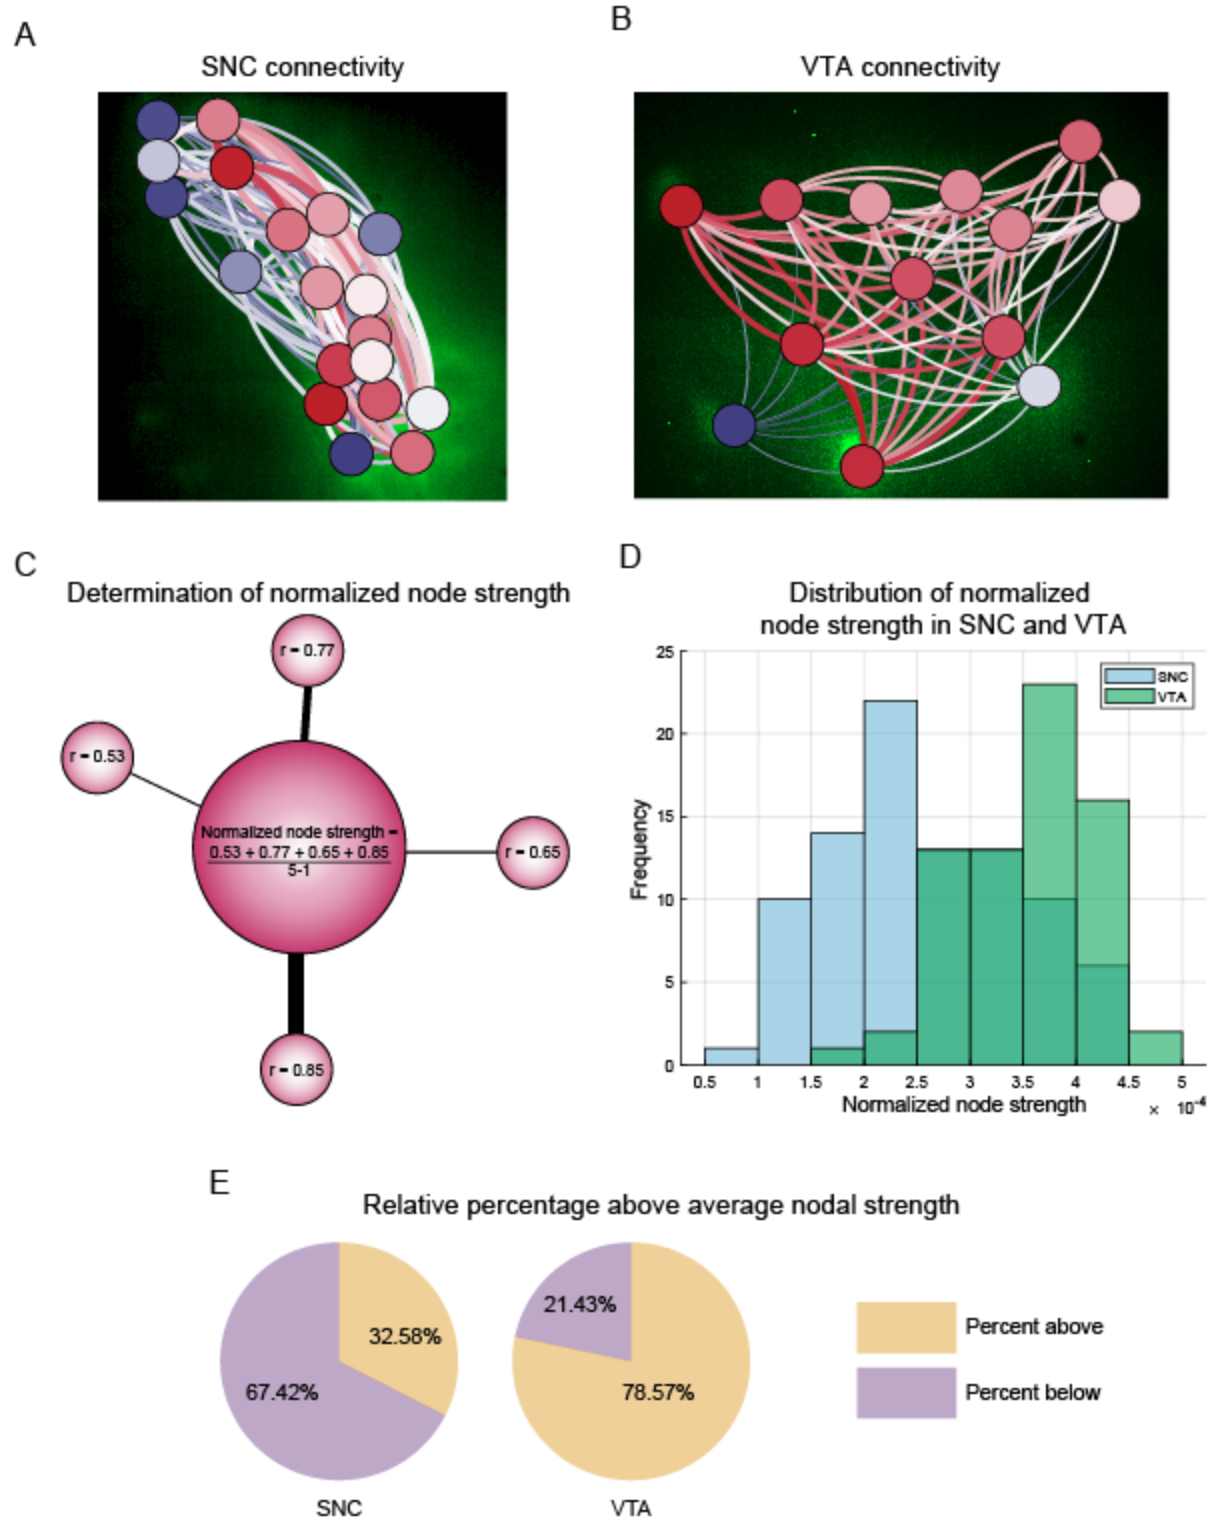 A
SNC connectivity
B
VTA connectivity
C
Determination of normalized node strength
r = 0.77
r = 0.53
Normalized node strength =
0.53 + 0.77 + 0.65 + 0.85
5-1
r = 0.65
r = 0.85
D
Distribution of normalized
node strength in SNC and VTA
25
20
15
10
5
0
Frequency
SNC
VTA
0.5 1 1.5 2 2.5 3 3.5 4 4.5 5
Normalized node strength
× 10-4
E
Relative percentage above average nodal strength
32.58%
67.42%
SNC
21.43%
78.57%
VTA
Percent above
Percent below